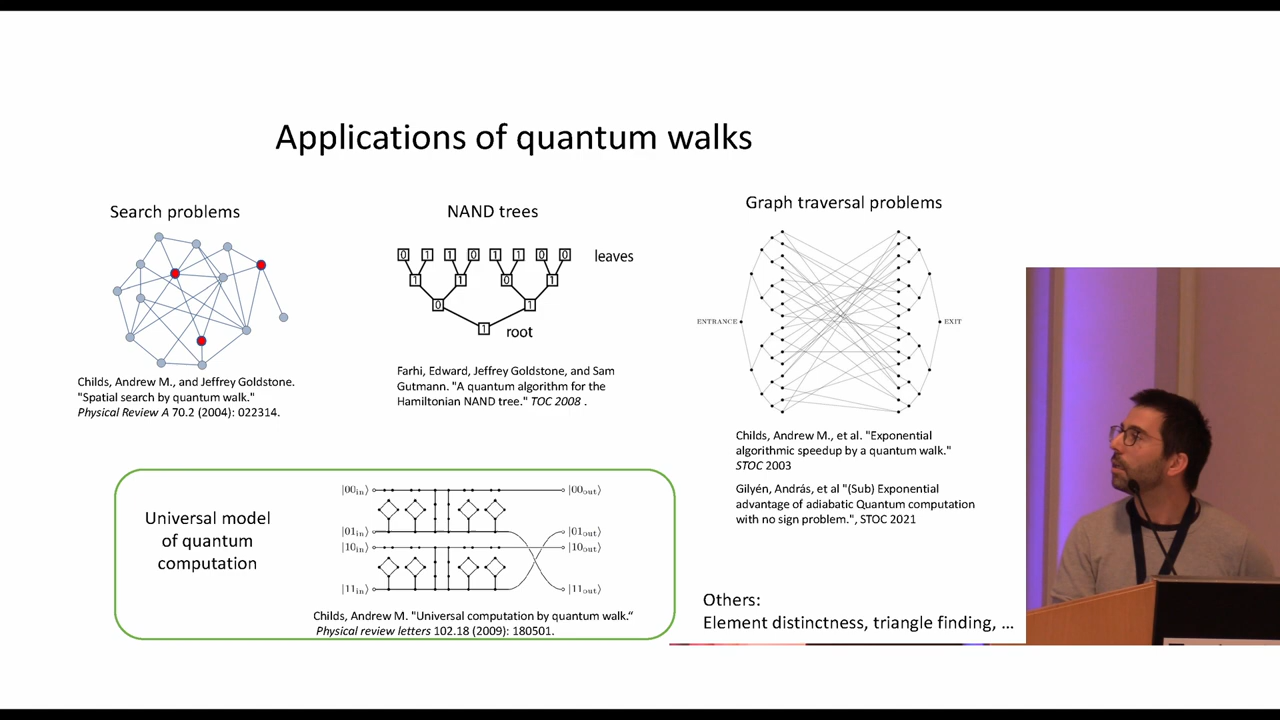 Applications of quantum walks
Search problems
Childs, Andrew M., and Jeffrey Goldstone.
"Spatial search by quantum walk."
Physical Review A 70.2 (2004): 022314.
NAND trees
0 1 1 0 1 1 0 0
leaves
1 1 0 1
0 1
1
root
Farhi, Edward, Jeffrey Goldstone, and Sam
Gutmann. "A quantum algorithm for the
Hamiltonian NAND tree." TOC 2008 .
Graph traversal problems
ENTRANCE
EXIT
Childs, Andrew M., et al. "Exponential
algorithmic speedup by a quantum walk."
STOC 2003
Gilyén, András, et al "(Sub) Exponential
advantage of adiabatic Quantum computation
with no sign problem.", STOC 2021
Universal model
of quantum
computation
|00in⟩ |00out⟩
|01in⟩ |01out⟩
|10in⟩ |10out⟩
|11in⟩ |11out⟩
Childs, Andrew M. "Universal computation by quantum walk.“
Physical review letters 102.18 (2009): 180501.
Others:
Element distinctness, triangle finding, ...